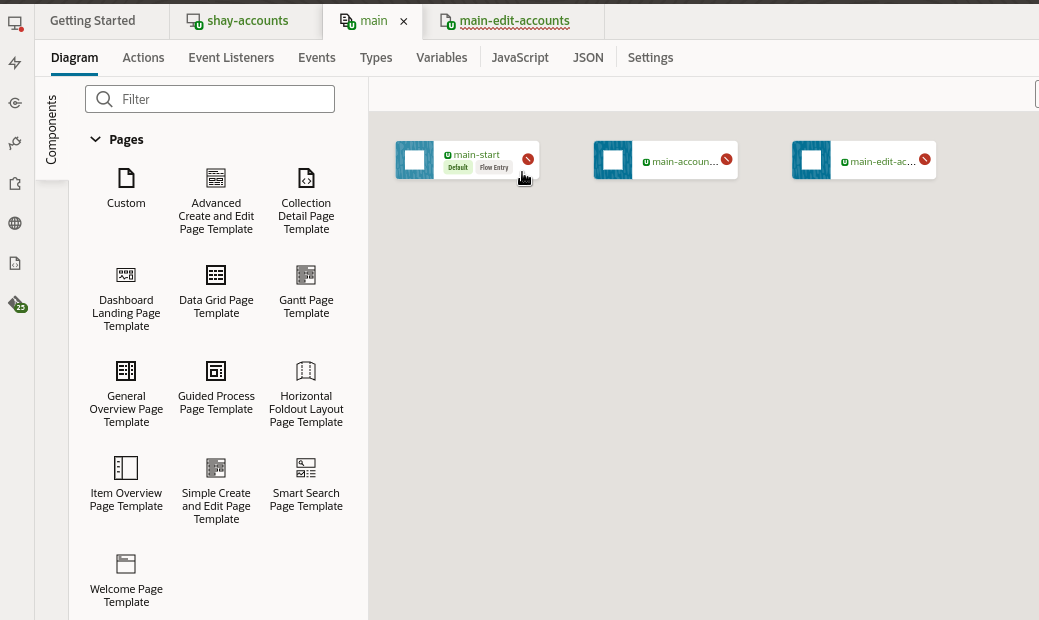 Getting Started
shay-accounts
main
main-edit-accounts
Diagram
Actions
Event Listeners
Events
Types
Variables
JavaScript
JSON
Settings
Components
Filter
Pages
Custom
Advanced
Create and Edit
Page Template
Collection
Detail Page
Template
Dashboard
Landing Page
Template
Data Grid Page
Template
Gantt Page
Template
General
Overview Page
Template
Guided Process
Page Template
Horizontal
Foldout Layout
Page Template
Item Overview
Page Template
Simple Create
and Edit Page
Template
Smart Search
Page Template
Welcome Page
Template
U main-start
Default Flow Entry
U main-accoun...
U main-edit-ac...
25